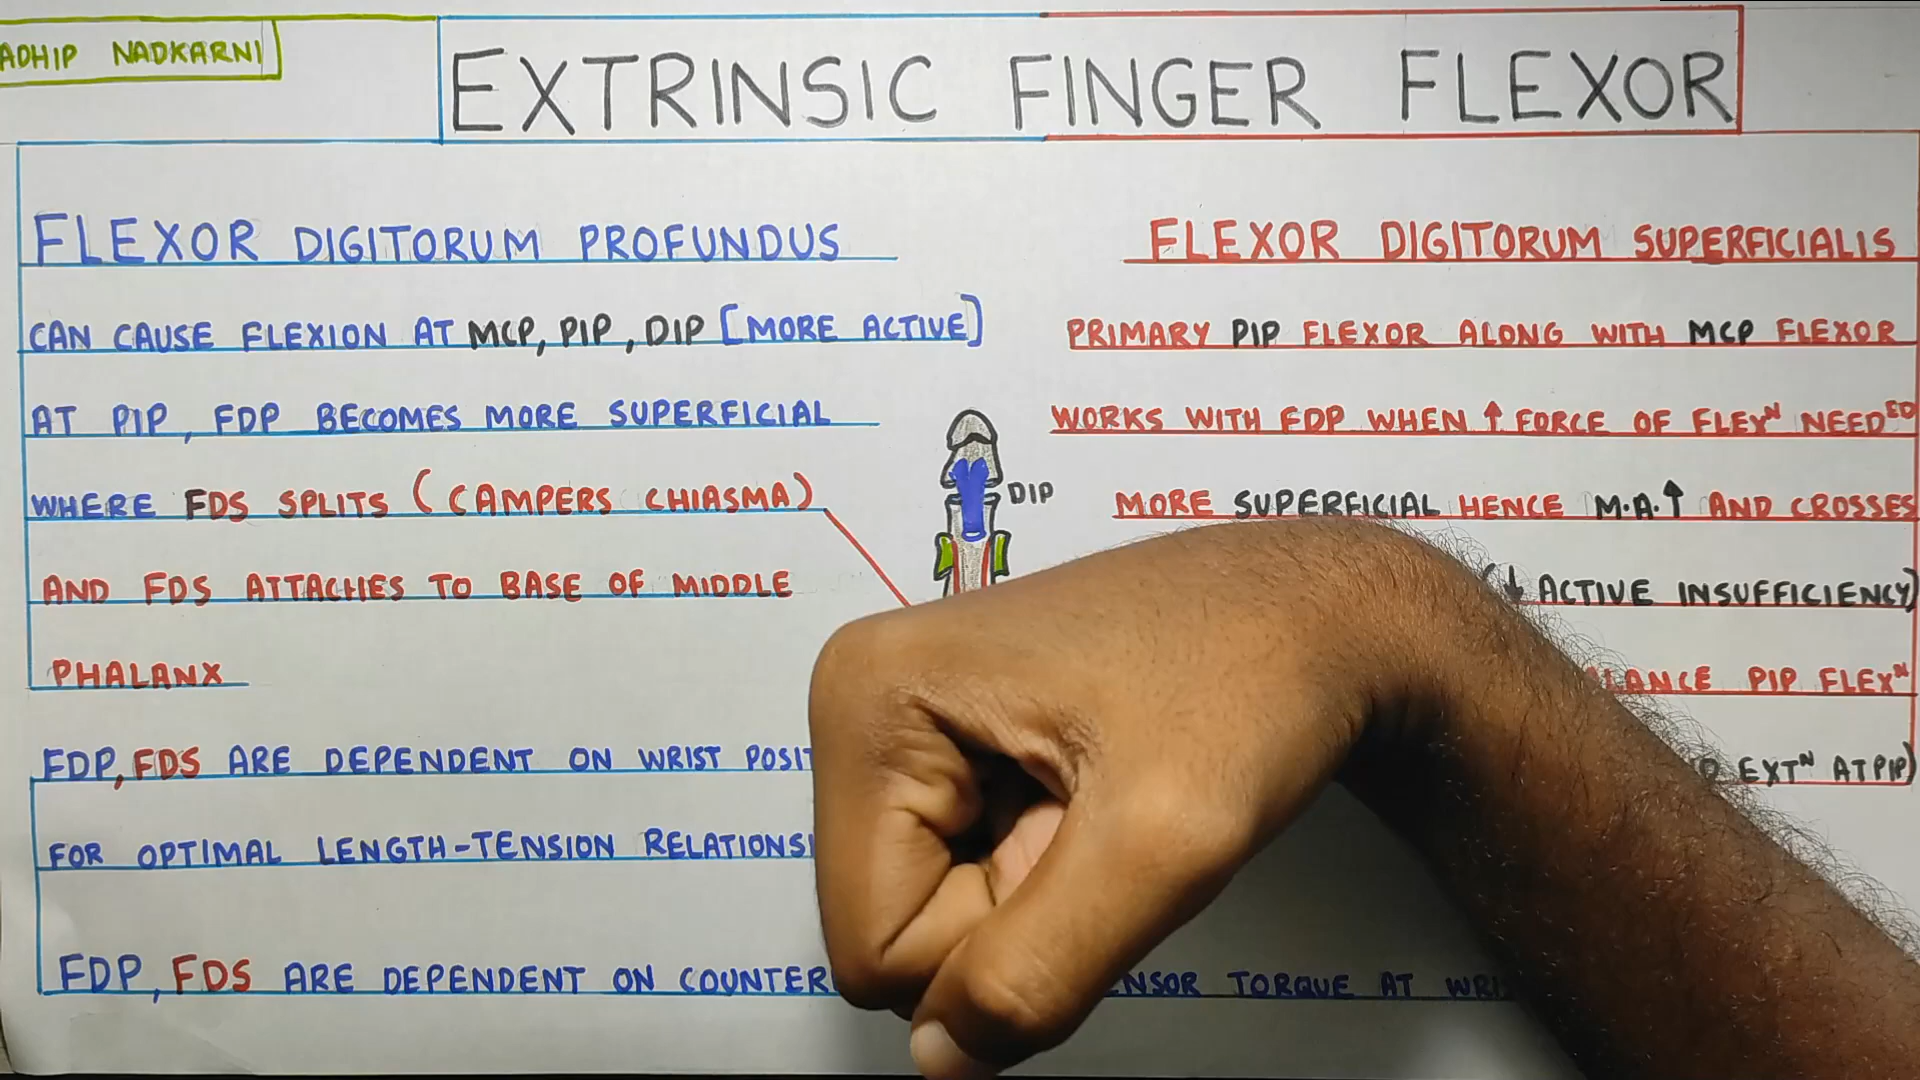 ADHIP NADKARNI
EXTRINSIC FINGER FLEXOR
FLEXOR DIGITORUM PROFUNDUS
CAN CAUSE FLEXION AT MCP, PIP, DIP [MORE ACTIVE]
AT PIP, FDP BECOMES MORE SUPERFICIAL
WHERE FDS SPLITS (CAMPERS CHIASMA)
AND FDS ATTACHES TO BASE OF MIDDLE
PHALANX
FDP, FDS ARE DEPENDENT ON WRIST
FOR OPTIMAL LENGTH-TENSION
DIP
FLEXOR DIGITORUM SUPERFICIALIS
PRIMARY PIP FLEXOR ALONG WITH MCP FLEXOR
WORKS WITH FDP WHEN ↑ FORCE OF FLEXᴺ NEEDᴱᴰ
MORE SUPERFICIAL HENCE M.A.↑ AND CROSSES
(↓ ACTIVE INSUFFICIENCY)
PIP FLEXᴺ
EXTᴺ AT PIP)
FDP, FDS ARE DEPENDENT ON COUNTER TORQUE AT